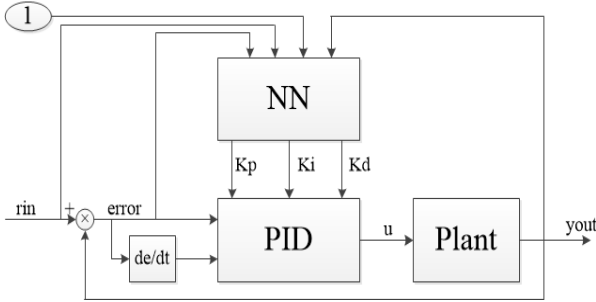 1
NN
Kp Ki Kd
rin + error
PID
u
Plant
yout
de/dt